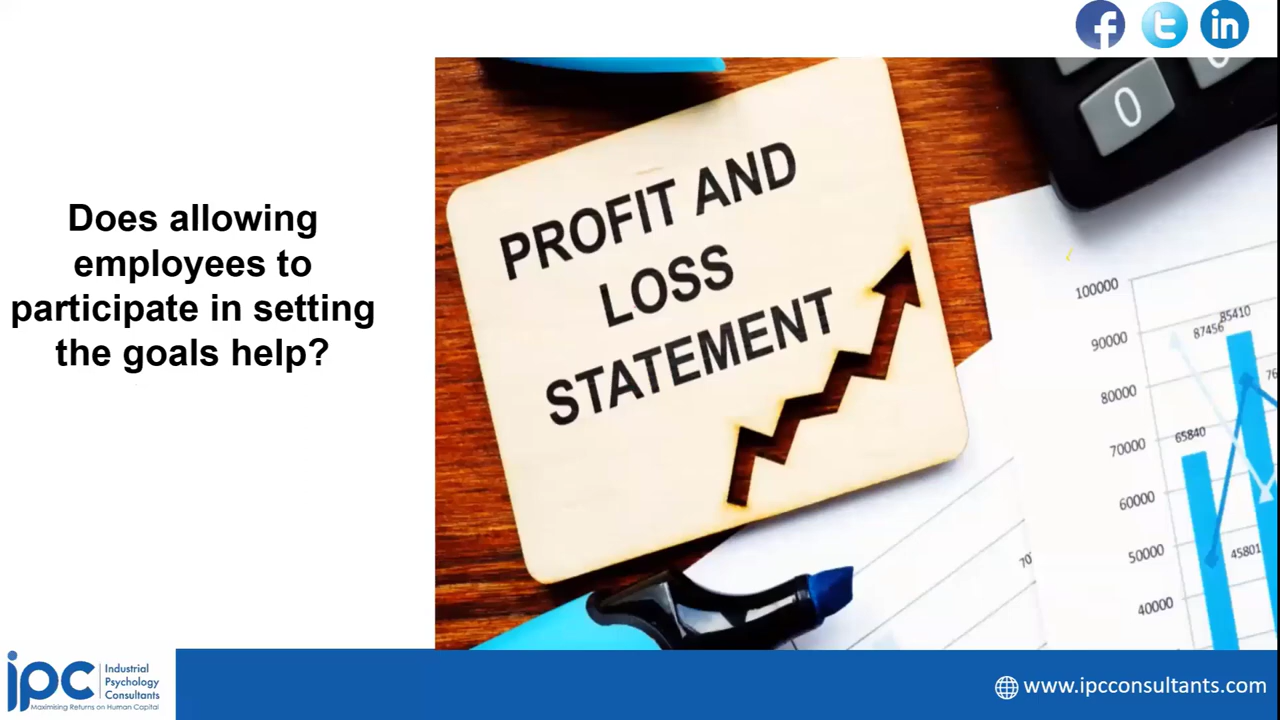 Does allowing
employees to
participate in setting
the goals help?
PROFIT AND
LOSS
STATEMENT
0
100000
90000
80000
70000
60000
50000
40000
87456
85410
65840
45801
ipc
Industrial
Psychology
Consultants
Maximising Returns on Human Capital
www.ipcconsultants.com